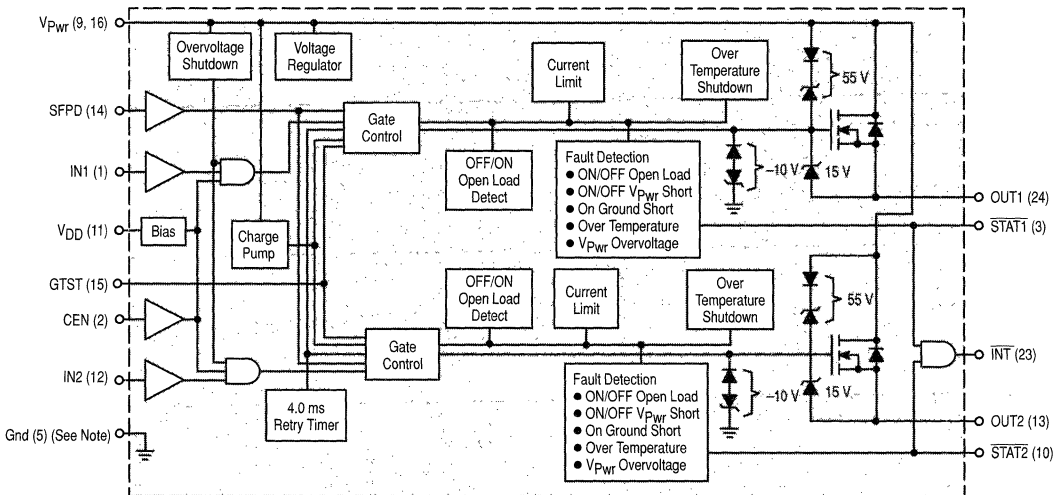 VPwr (9, 16)
Overvoltage
Shutdown
Voltage
Regulator
Current
Limit
Over
Temperature
Shutdown
55 V
SFPD (14)
Gate
Control
IN1 (1)
OFF/ON
Open Load
Detect
Fault Detection
● ON/OFF Open Load
● ON/OFF VPwr Short
● On Ground Short
● Over Temperature
● VPwr Overvoltage
–10 V
15 V
OUT1 (24)
STAT1 (3)
VDD (11)
Bias
Charge
Pump
GTST (15)
OFF/ON
Open Load
Detect
Current
Limit
Over
Temperature
Shutdown
55 V
CEN (2)
Gate
Control
INT (23)
IN2 (12)
4.0 ms
Retry Timer
Fault Detection
● ON/OFF Open Load
● ON/OFF VPwr Short
● On Ground Short
● Over Temperature
● VPwr Overvoltage
–10 V
15 V
OUT2 (13)
Gnd (5) (See Note)
STAT2 (10)